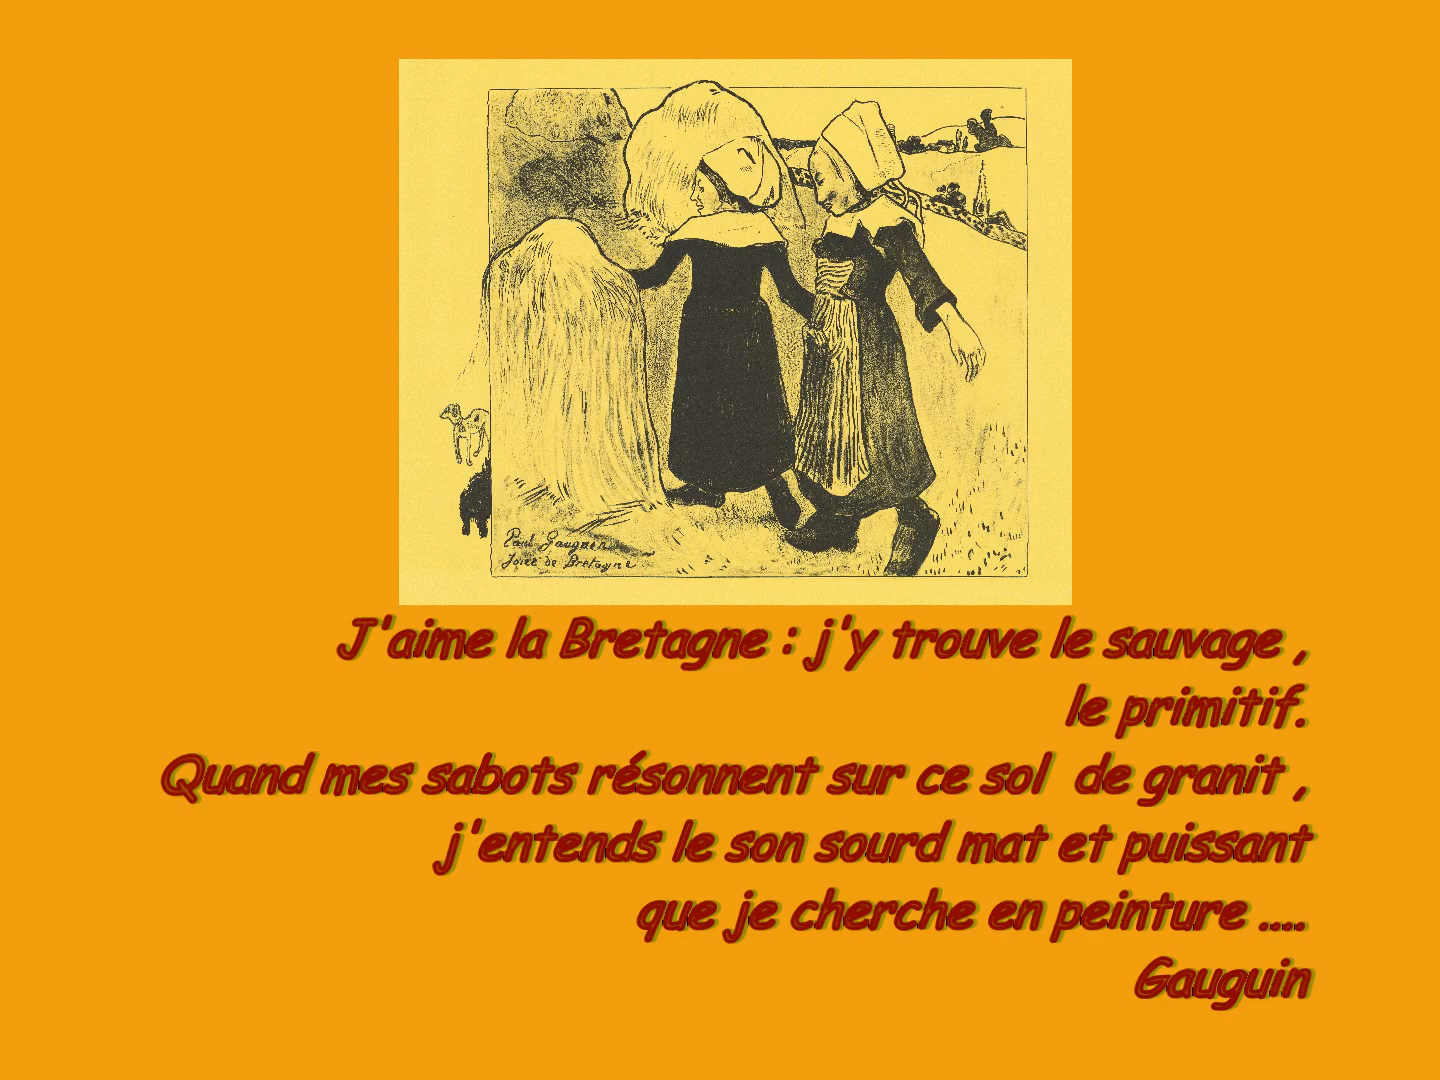 Paul Gauguin
Joies de Bretagne
J'aime la Bretagne : j'y trouve le sauvage ,
le primitif.
Quand mes sabots résonnent sur ce sol  de granit ,
j'entends le son sourd mat et puissant
que je cherche en peinture ....
Gauguin